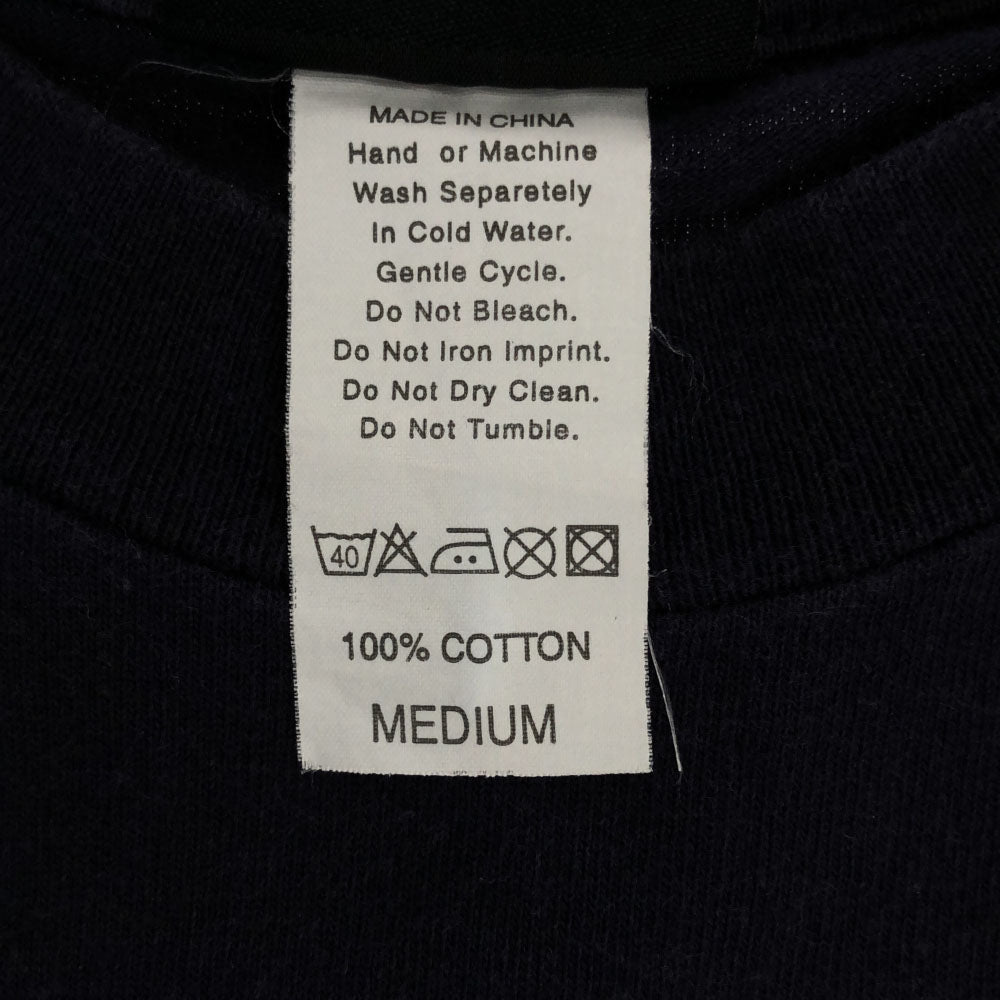 MADE IN CHINA
Hand or Machine
Wash Separetely
In Cold Water.
Gentle Cycle.
Do Not Bleach.
Do Not Iron Imprint.
Do Not Dry Clean.
Do Not Tumble.
40
100% COTTON
MEDIUM